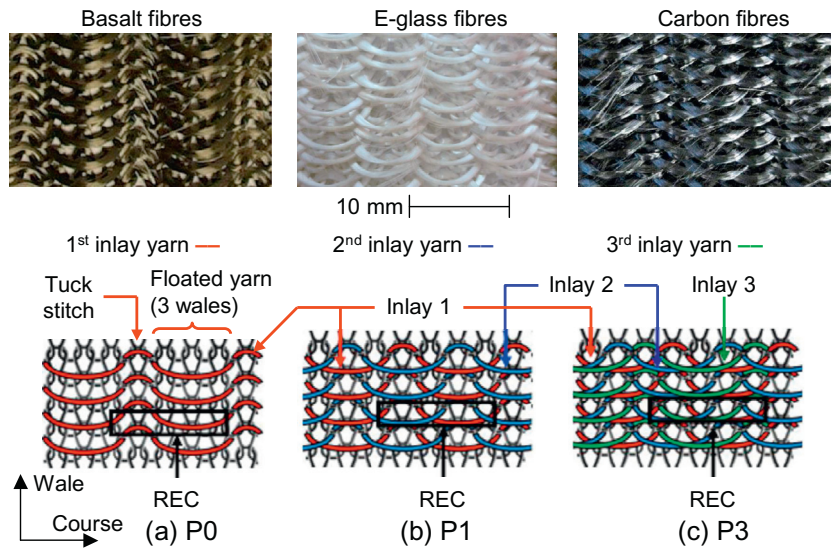 Basalt fibres
E-glass fibres
Carbon fibres
10 mm
1st inlay yarn
2nd inlay yarn
3rd inlay yarn
Tuck
stitch
Floated yarn
(3 wales)
Inlay 1
Inlay 2
Inlay 3
Wale
Course
REC
REC
REC
(a) P0
(b) P1
(c) P3